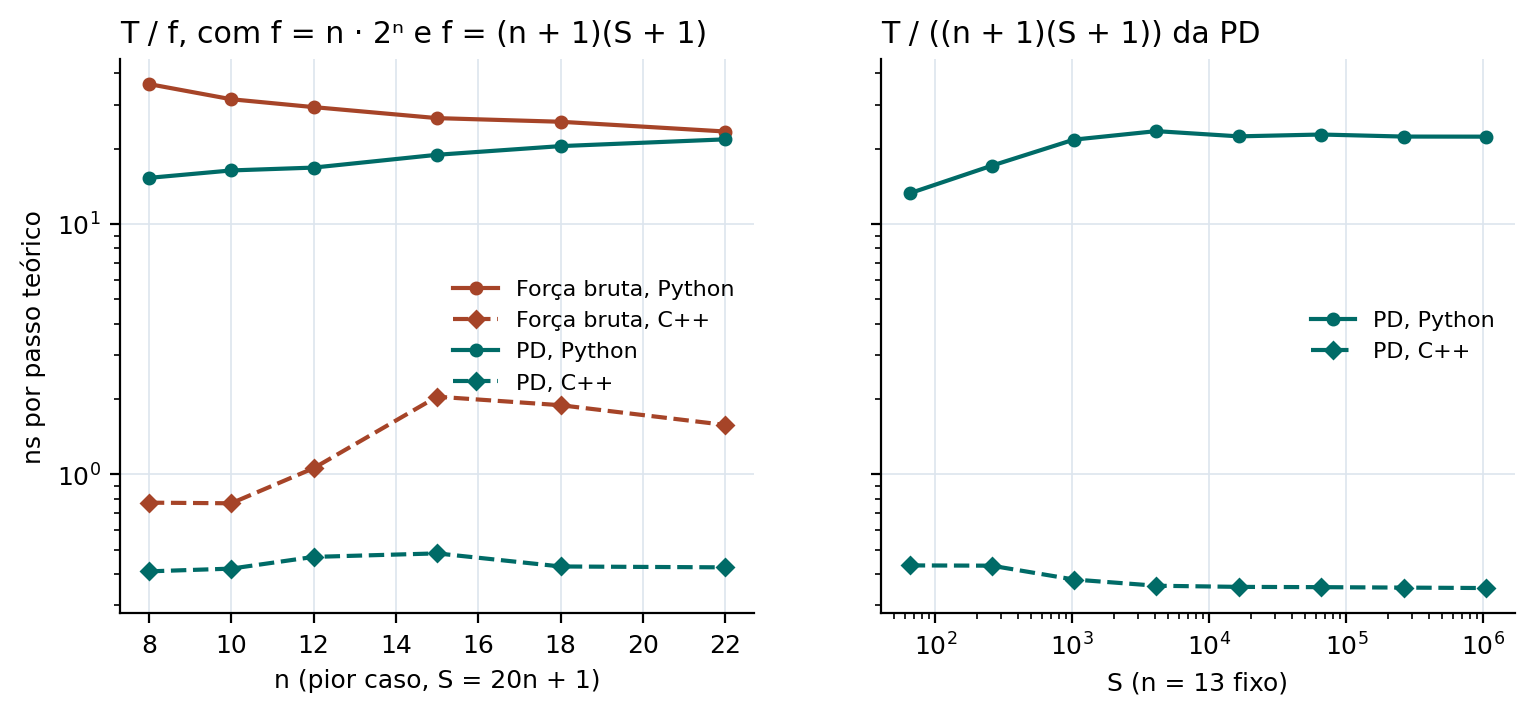 T / f, com f = n · 2ⁿ e f = (n + 1)(S + 1)
ns por passo teórico
10¹
10⁰
Força bruta, Python
Força bruta, C++
PD, Python
PD, C++
8 10 12 14 16 18 20 22
n (pior caso, S = 20n + 1)
T / ((n + 1)(S + 1)) da PD
PD, Python
PD, C++
10² 10³ 10⁴ 10⁵ 10⁶
S (n = 13 fixo)